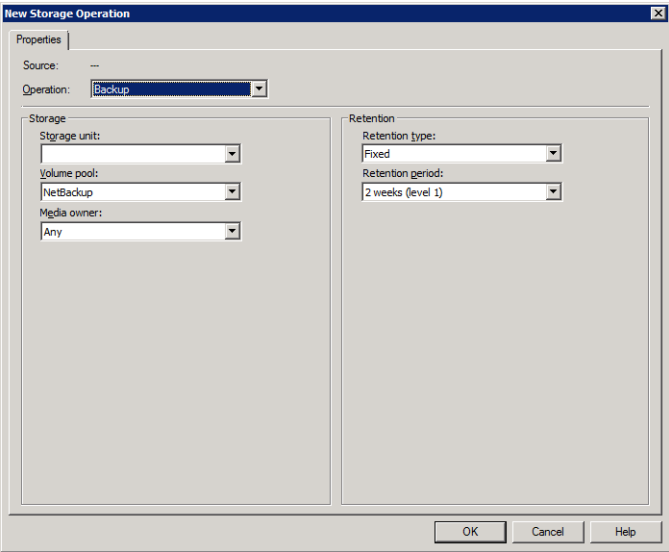 New Storage Operation
Properties
Source: ---
Operation: Backup
Storage
Storage unit:
Volume pool:
NetBackup
Media owner:
Any
Retention
Retention type:
Fixed
Retention period:
2 weeks (level 1)
OK Cancel Help